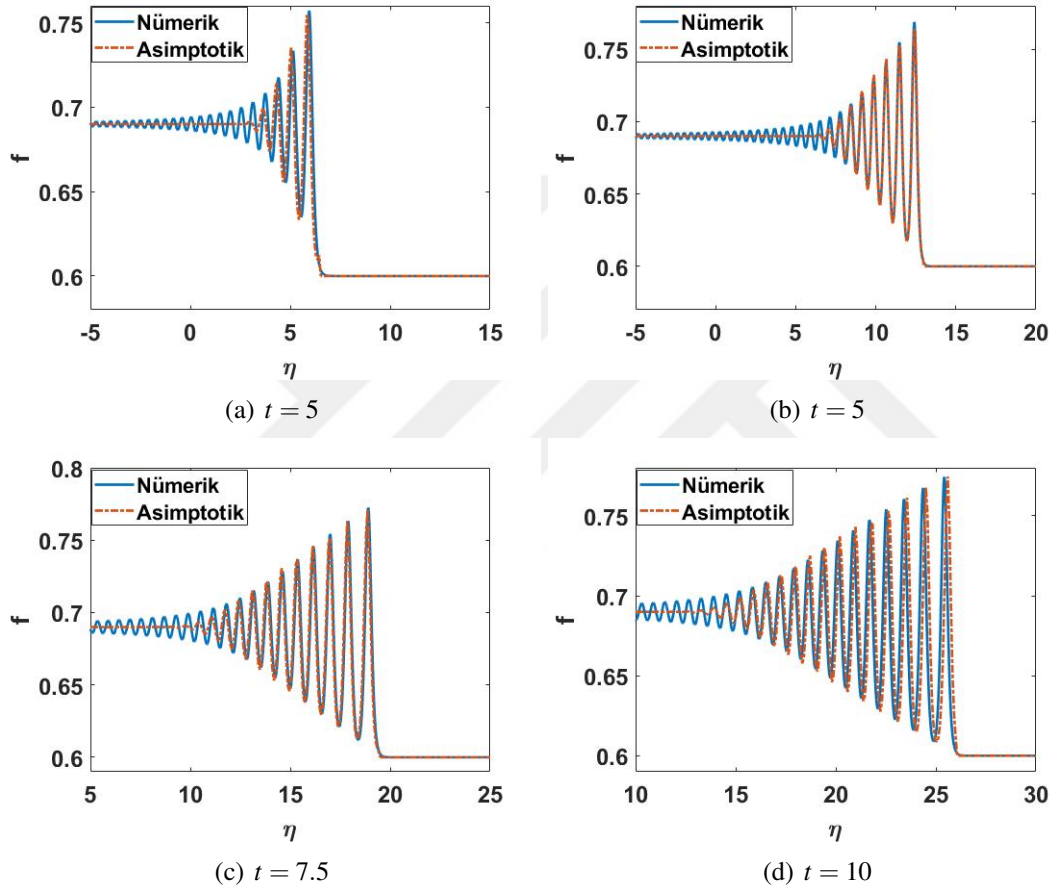 Nümerik
Asimptotik
0.75
0.7
0.65
0.6
f
-5 0 5 10 15
η
(a) t = 5
Nümerik
Asimptotik
0.75
0.7
0.65
0.6
f
-5 0 5 10 15 20
η
(b) t = 5
Nümerik
Asimptotik
0.8
0.75
0.7
0.65
0.6
f
5 10 15 20 25
η
(c) t = 7.5
Nümerik
Asimptotik
0.75
0.7
0.65
0.6
f
10 15 20 25 30
η
(d) t = 10